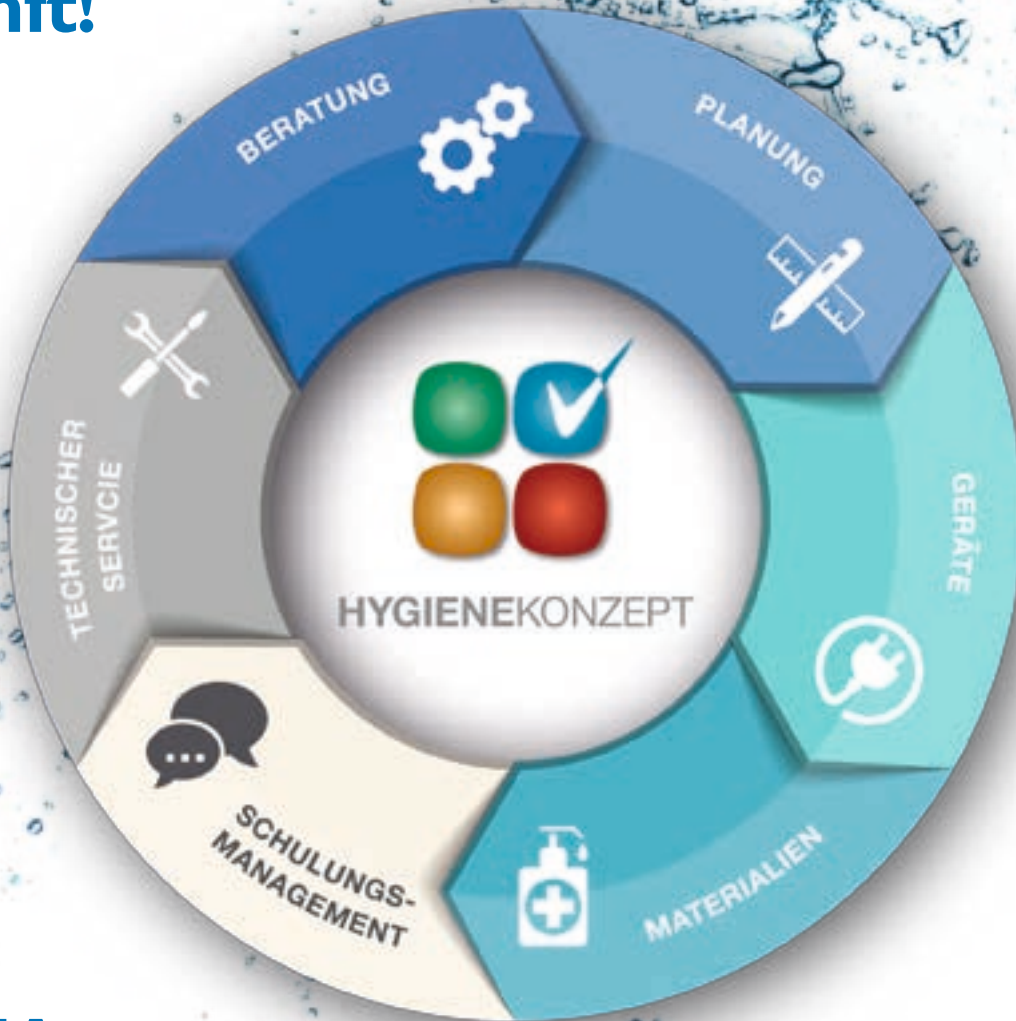 nft!
BERATUNG
PLANUNG
GERÄTE
MATERIALIEN
SCHULUNGS-
MANAGEMENT
TECHNISCHER
SERVCIE
HYGIENEKONZEPT